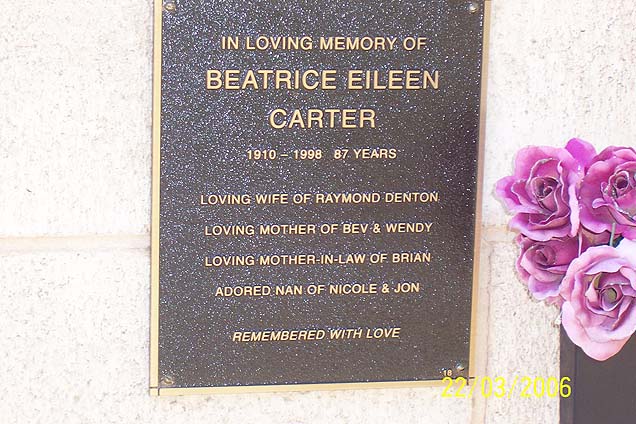 IN LOVING MEMORY OF
BEATRICE EILEEN
CARTER
1910 – 1998 87 YEARS
LOVING WIFE OF RAYMOND DENTON
LOVING MOTHER OF BEV & WENDY
LOVING MOTHER-IN-LAW OF BRIAN
ADORED NAN OF NICOLE & JON
REMEMBERED WITH LOVE
18
22/03/2006